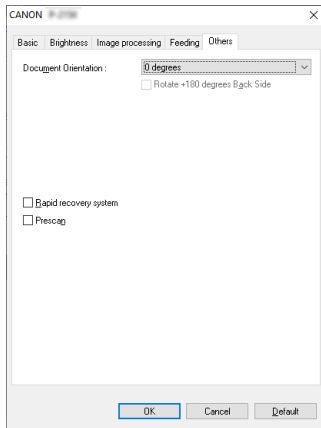 CANON
Basic Brightness Image processing Feeding Others
Document Orientation : 0 degrees
Rotate +180 degrees Back Side
Rapid recovery system
Prescan
OK Cancel Default